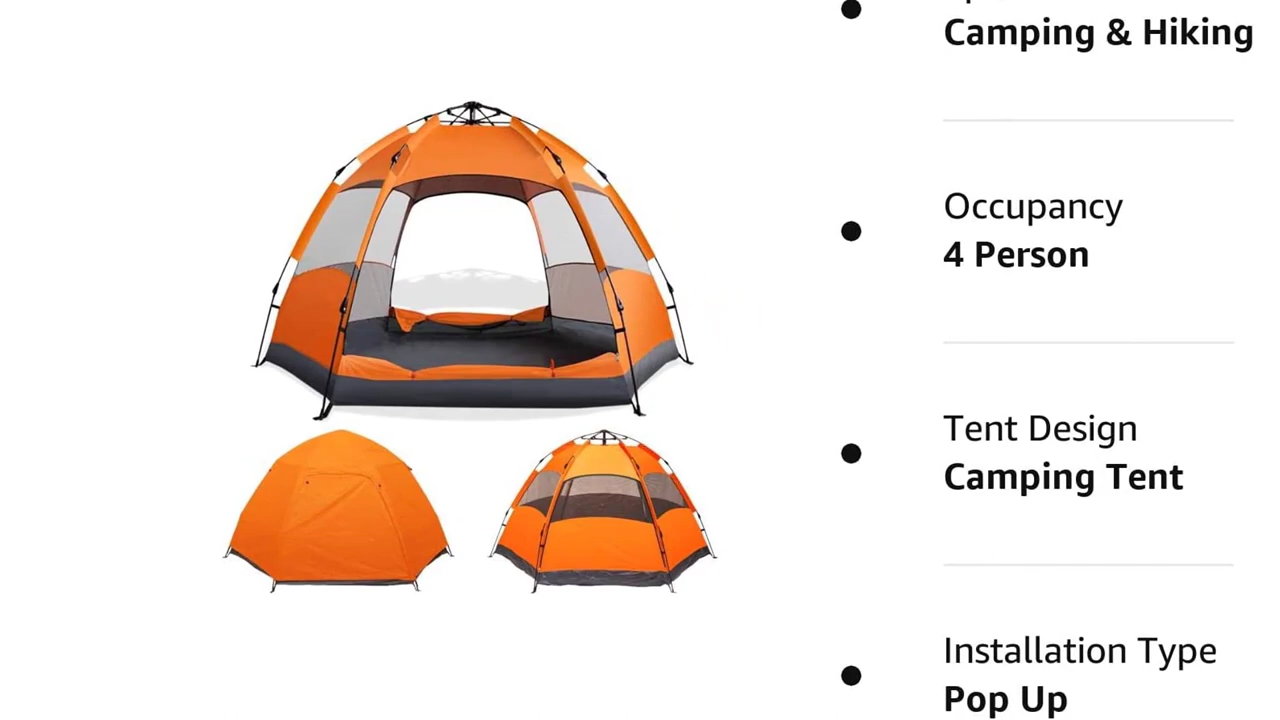 Camping & Hiking
Occupancy
4 Person
Tent Design
Camping Tent
Installation Type
Pop Up